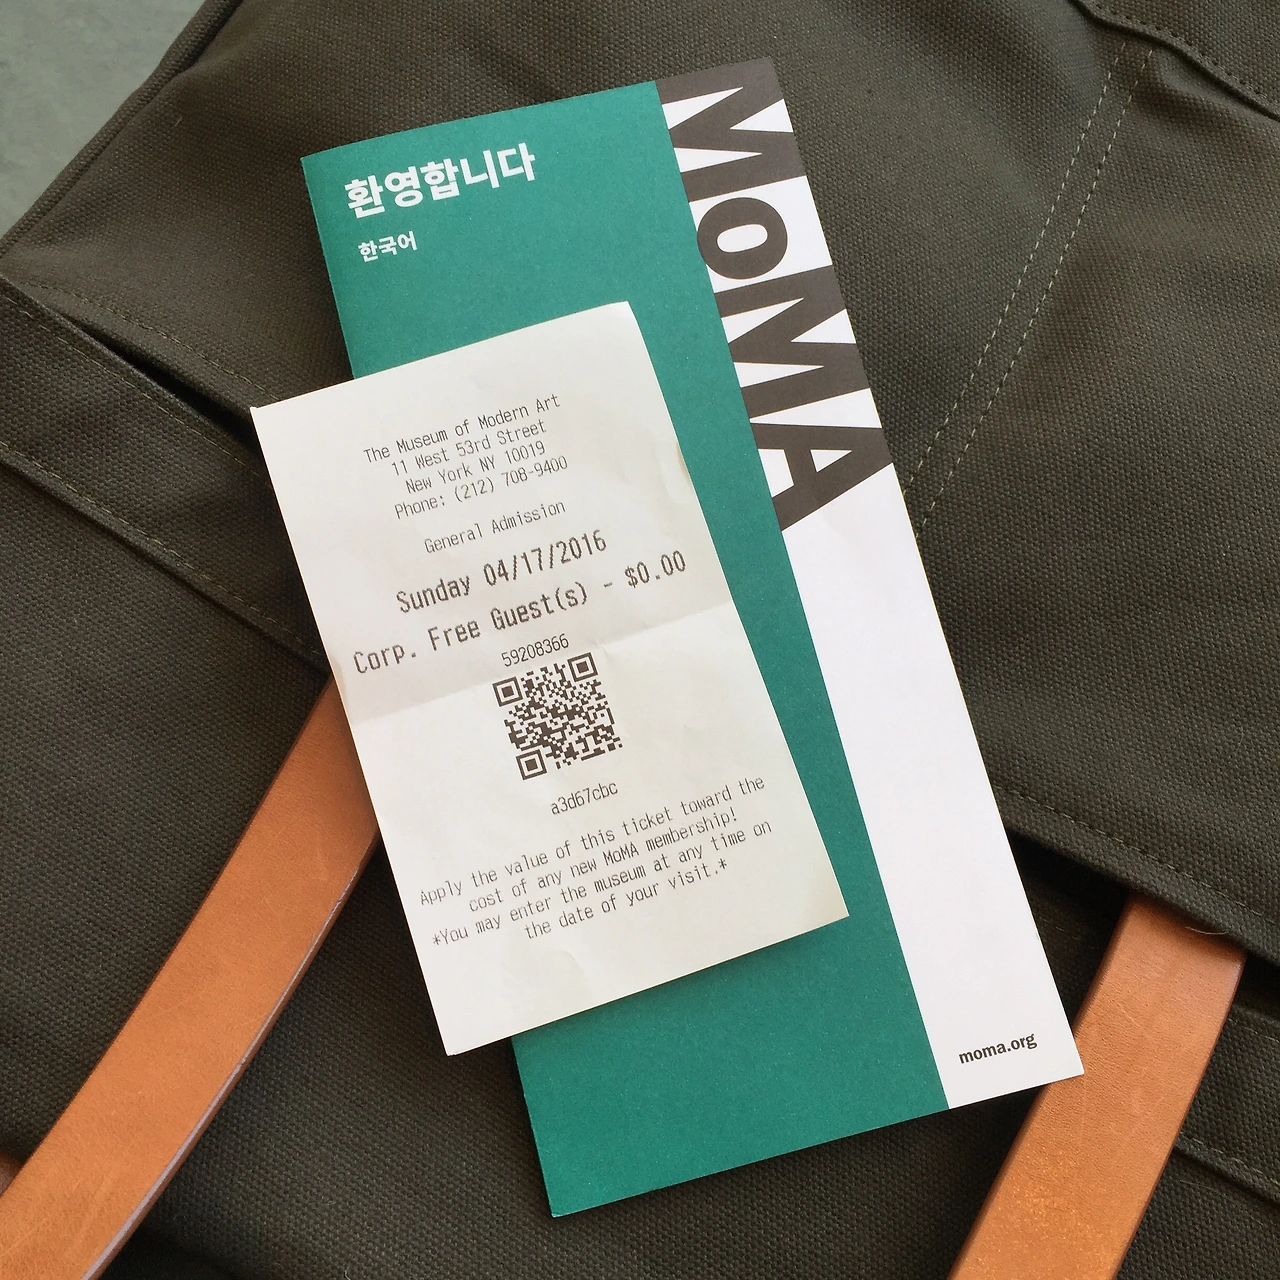 환영합니다
한국어
MoMA
The Museum of Modern Art
11 West 53rd Street
New York NY 10019
Phone: (212) 708-9400
General Admission
Sunday 04/17/2016
Corp. Free Guest(s) - $0.00
59208366
a3d67cbc
Apply the value of this ticket toward the
cost of any new MoMA membership!
*You may enter the museum at any time on
the date of your visit.*
moma.org